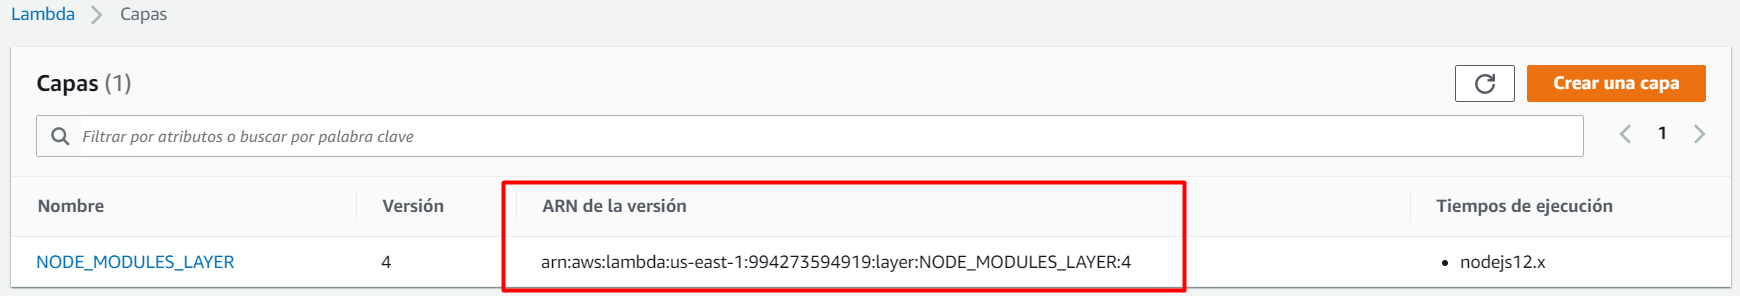 Lambda > Capas
Capas (1)
Crear una capa
Filtrar por atributos o buscar por palabra clave
1
Nombre Versión ARN de la versión Tiempos de ejecución
NODE_MODULES_LAYER 4 arn:aws:lambda:us-east-1:994273594919:layer:NODE_MODULES_LAYER:4 • nodejs12.x